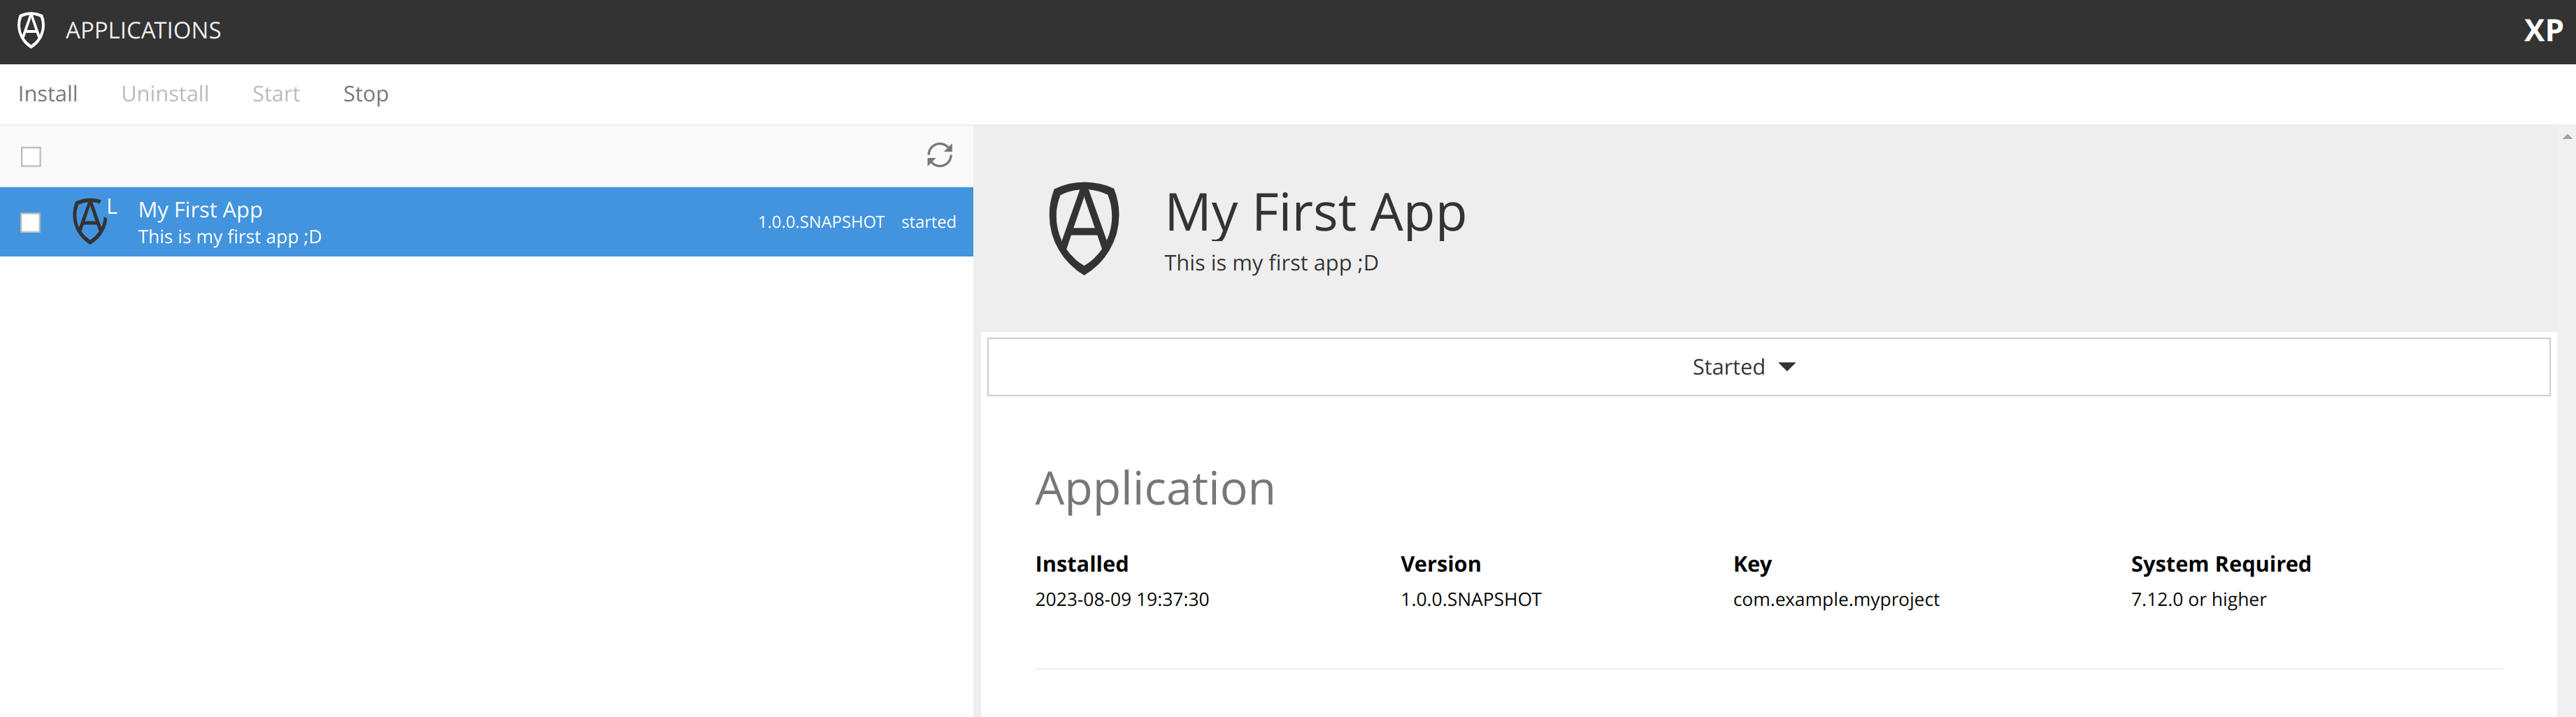 APPLICATIONS
XP
Install Uninstall Start Stop
L
My First App
This is my first app ;D
1.0.0.SNAPSHOT started
My First App
This is my first app ;D
Started
Application
Installed Version Key System Required
2023-08-09 19:37:30 1.0.0.SNAPSHOT com.example.myproject 7.12.0 or higher